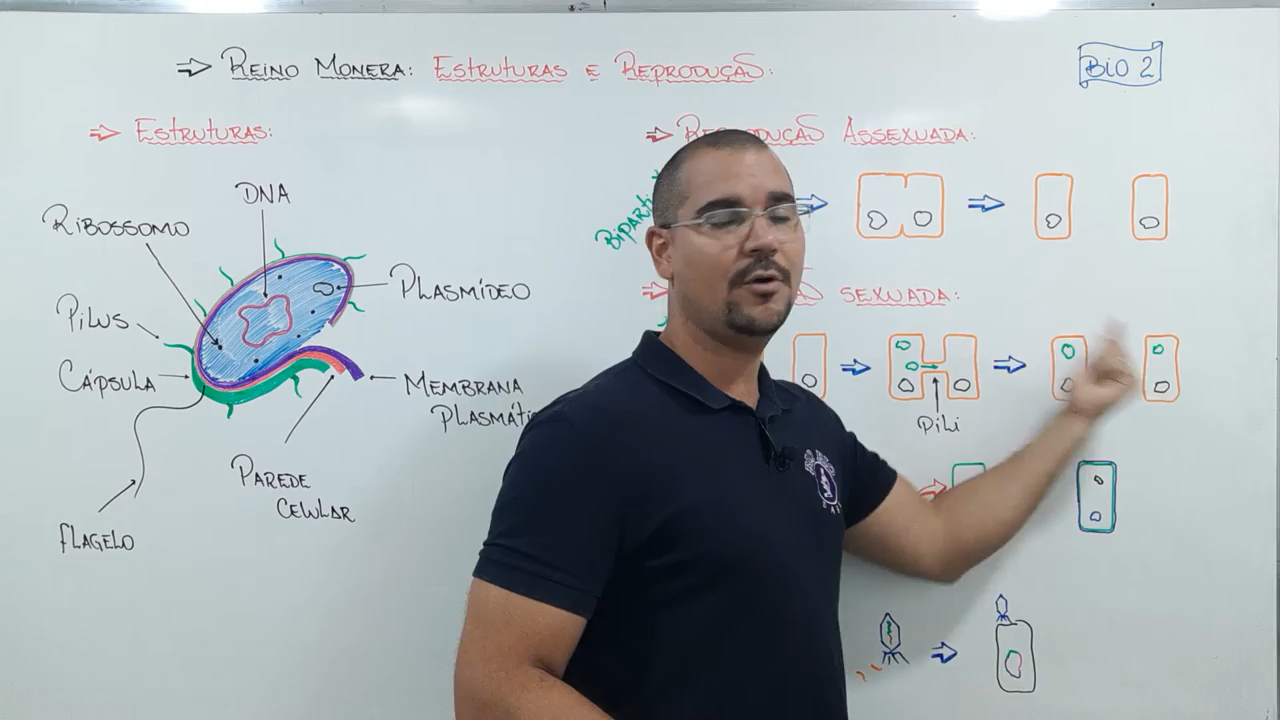 ⇒ Reino Monera: Estruturas e Reprodução:
BIO 2
⇒ Estruturas:
DNA
Ribossomo
Plasmídeo
Pilus
Cápsula
Membrana
Parede
Celular
Flagelo
Assexuada:
sexuada:
Pili